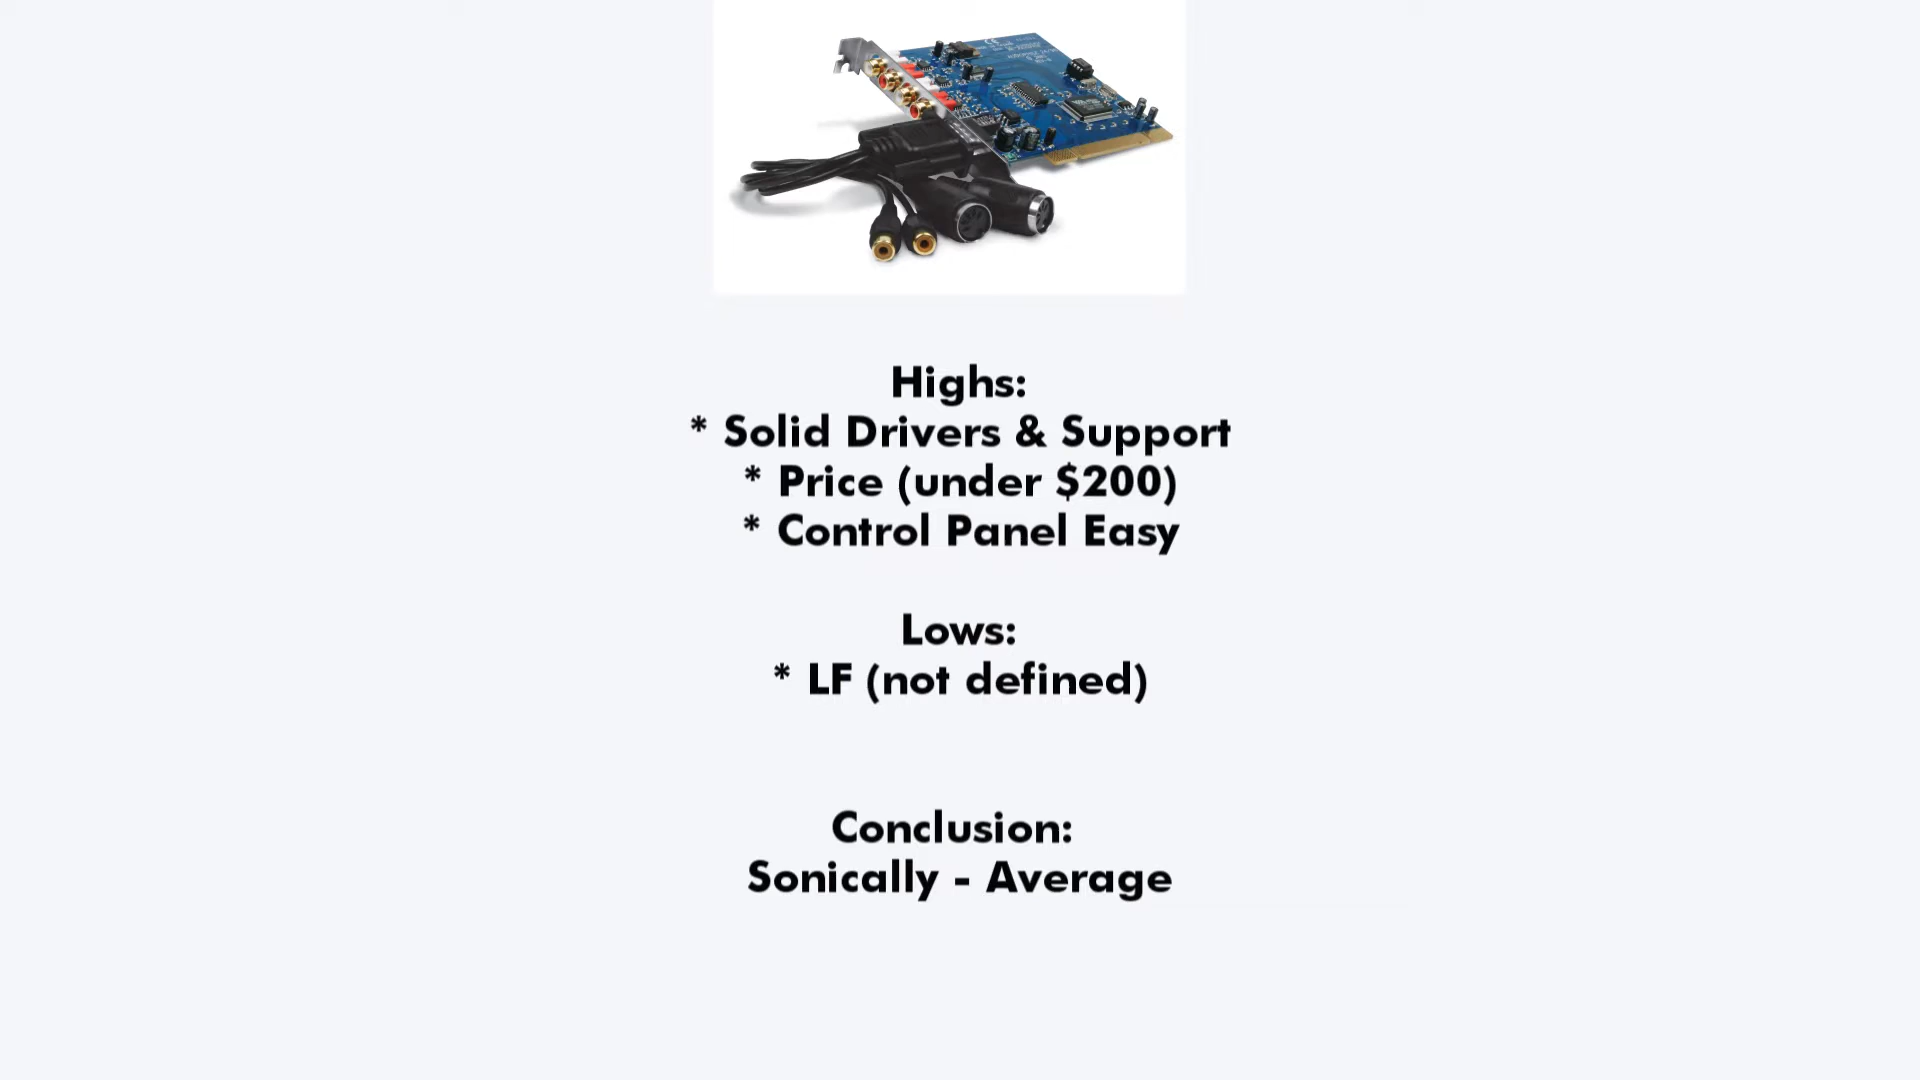 Highs:
* Solid Drivers & Support
* Price (under $200)
* Control Panel Easy
Lows:
* LF (not defined)
Conclusion:
Sonically - Average